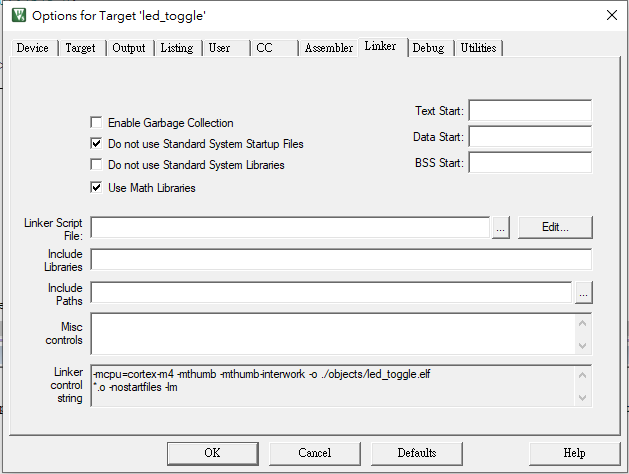 Options for Target 'led_toggle'
Device Target Output Listing User CC Assembler Linker Debug Utilities
Text Start:
Enable Garbage Collection
Data Start:
Do not use Standard System Startup Files
BSS Start:
Do not use Standard System Libraries
Use Math Libraries
Linker Script
File:
... Edit...
Include
Libraries
Include
Paths
...
Misc
controls
Linker
control
string
-mcpu=cortex-m4 -mthumb -mthumb-interwork -o ./objects/led_toggle.elf
*.o -nostartfiles -lm
OK Cancel Defaults Help